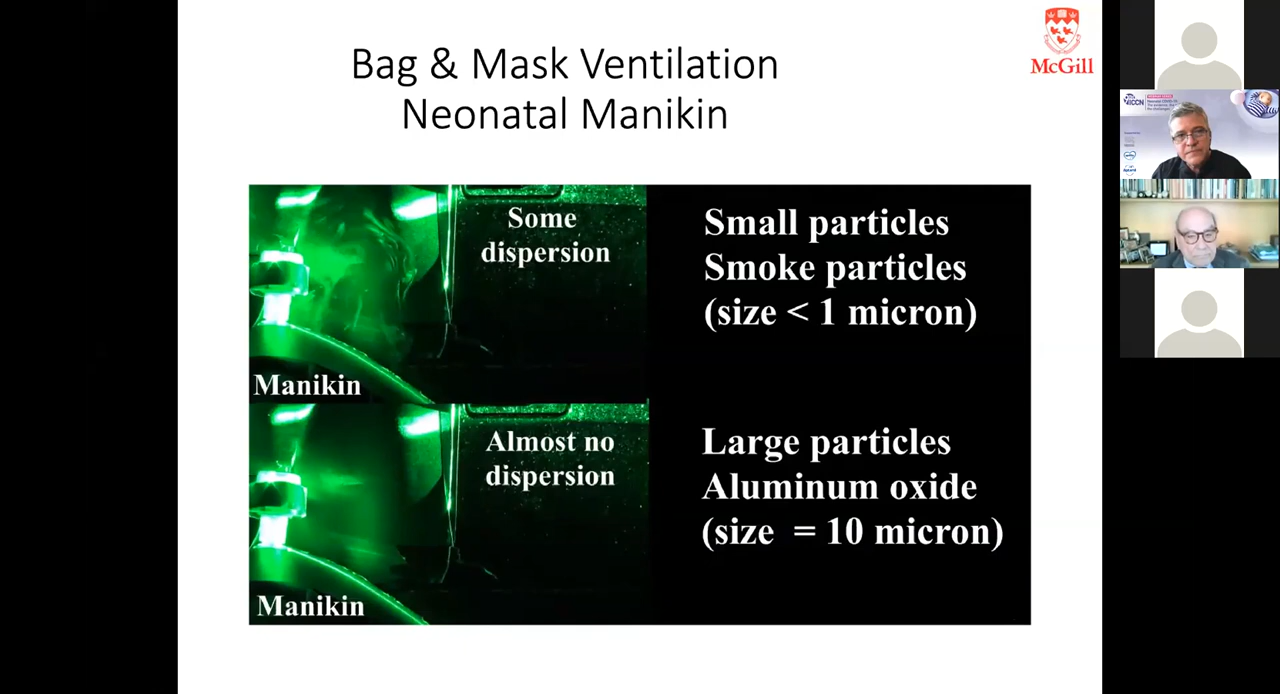 Bag & Mask Ventilation
Neonatal Manikin
McGill
Some
dispersion
Small particles
Smoke particles
(size < 1 micron)
Manikin
Almost no
dispersion
Large particles
Aluminum oxide
(size = 10 micron)
Manikin